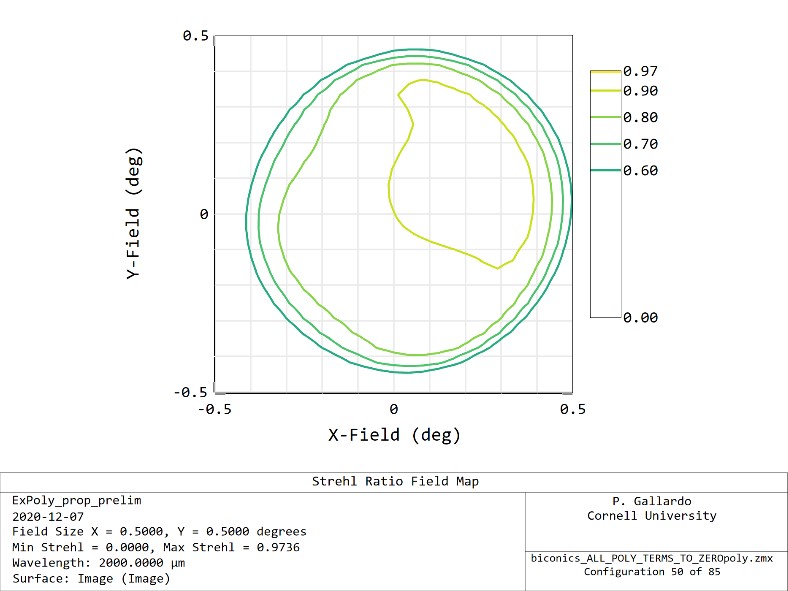 0.5
0
-0.5
Y-Field (deg)
-0.5
0
0.5
X-Field (deg)
0.97
0.90
0.80
0.70
0.60
0.00
Strehl Ratio Field Map
ExPoly_prop_prelim
2020-12-07
Field Size X = 0.5000, Y = 0.5000 degrees
Min Strehl = 0.0000, Max Strehl = 0.9736
Wavelength: 2000.0000 µm
Surface: Image (Image)
P. Gallardo
Cornell University
biconics_ALL_POLY_TERMS_TO_ZEROpoly.zmx
Configuration 50 of 85